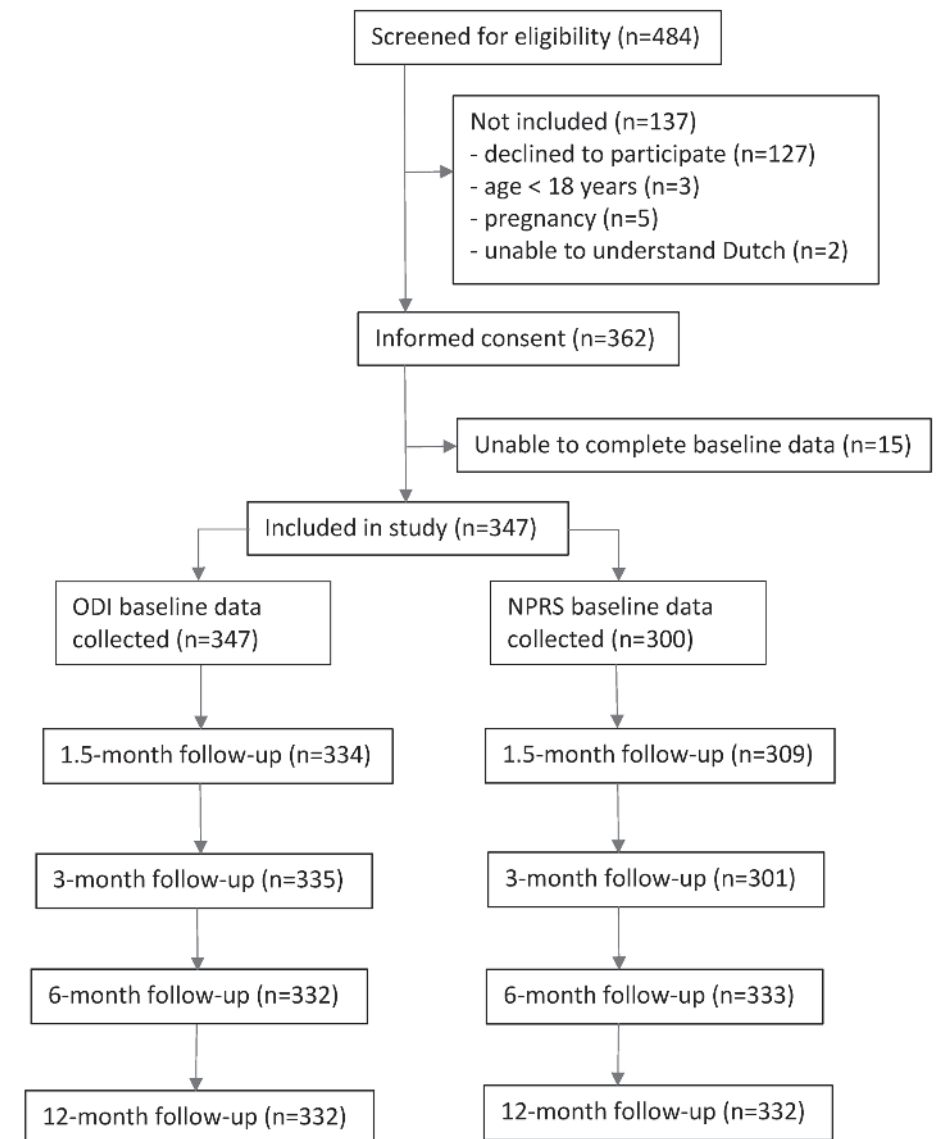 Screened for eligibility (n=484)
Not included (n=137)
- declined to participate (n=127)
- age < 18 years (n=3)
- pregnancy (n=5)
- unable to understand Dutch (n=2)
Informed consent (n=362)
Unable to complete baseline data (n=15)
Included in study (n=347)
ODI baseline data
collected (n=347)
NPRS baseline data
collected (n=300)
1.5-month follow-up (n=334)
1.5-month follow-up (n=309)
3-month follow-up (n=335)
3-month follow-up (n=301)
6-month follow-up (n=332)
6-month follow-up (n=333)
12-month follow-up (n=332)
12-month follow-up (n=332)